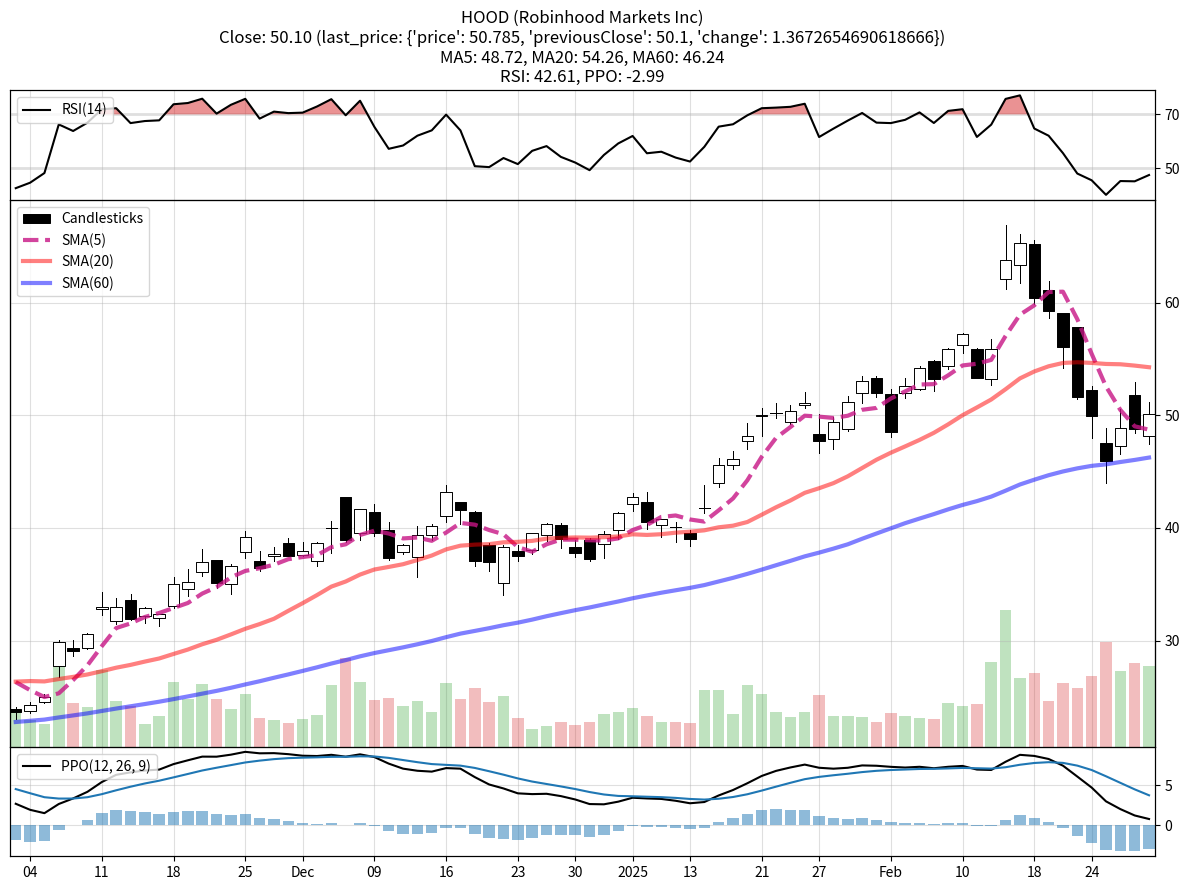 HOOD (Robinhood Markets Inc)
Close: 50.10 (last_price: {'price': 50.785, 'previousClose': 50.1, 'change': 1.3672654690618666})
MA5: 48.72, MA20: 54.26, MA60: 46.24
RSI: 42.61, PPO: -2.99
RSI(14)
70
50
Candlesticks
SMA(5)
SMA(20)
SMA(60)
60
50
40
30
PPO(12, 26, 9)
5
0
04 11 18 25 Dec 09 16 23 30 2025 13 21 27 Feb 10 18 24